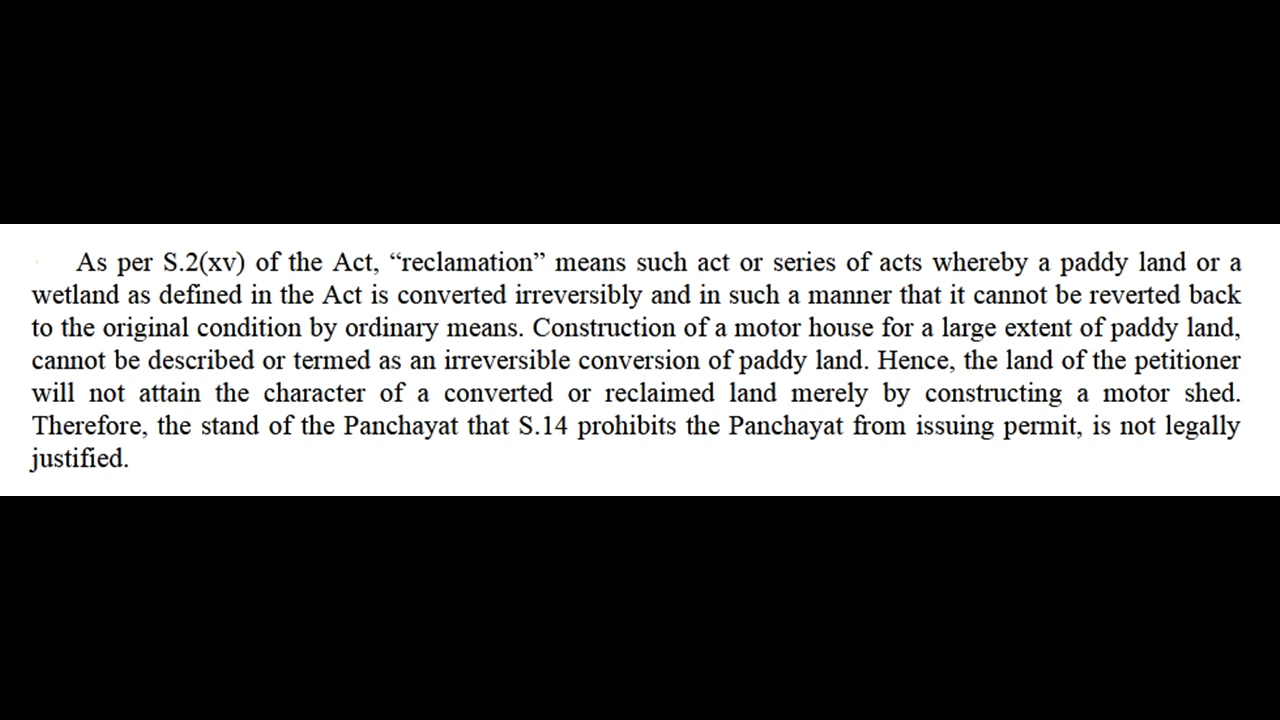 As per S.2(xv) of the Act, “reclamation” means such act or series of acts whereby a paddy land or a
wetland as defined in the Act is converted irreversibly and in such a manner that it cannot be reverted back
to the original condition by ordinary means. Construction of a motor house for a large extent of paddy land,
cannot be described or termed as an irreversible conversion of paddy land. Hence, the land of the petitioner
will not attain the character of a converted or reclaimed land merely by constructing a motor shed.
Therefore, the stand of the Panchayat that S.14 prohibits the Panchayat from issuing permit, is not legally
justified.